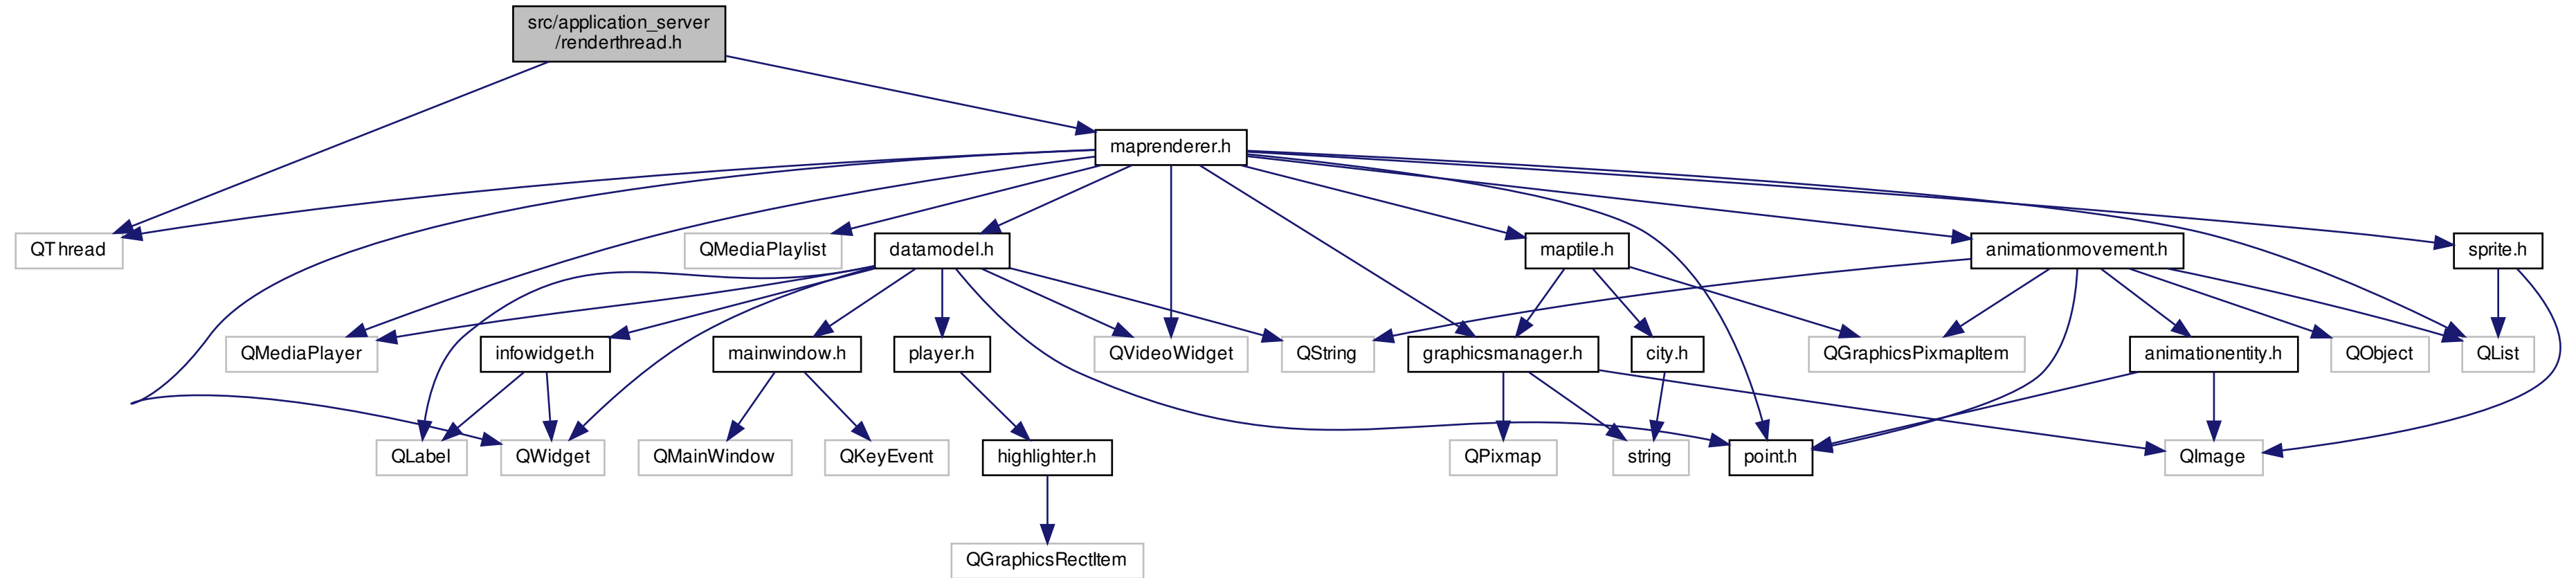 src/application_server
/renderthread.h
maprenderer.h
QThread
QMediaPlaylist
datamodel.h
maptile.h
animationmovement.h
sprite.h
QMediaPlayer
infowidget.h
mainwindow.h
player.h
QVideoWidget
QString
graphicsmanager.h
city.h
QGraphicsPixmapItem
animationentity.h
QObject
QList
QLabel
QWidget
QMainWindow
QKeyEvent
highlighter.h
QPixmap
string
point.h
QImage
QGraphicsRectItem